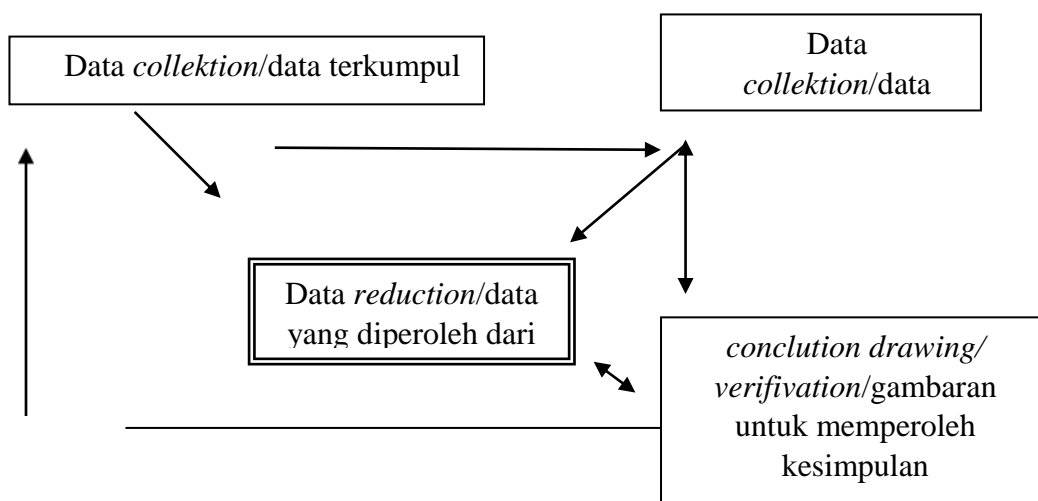 Data collektion/data terkumpul
Data
collektion/data
Data reduction/data
yang diperoleh dari
conclution drawing/
verifivation/gambaran
untuk memperoleh
kesimpulan